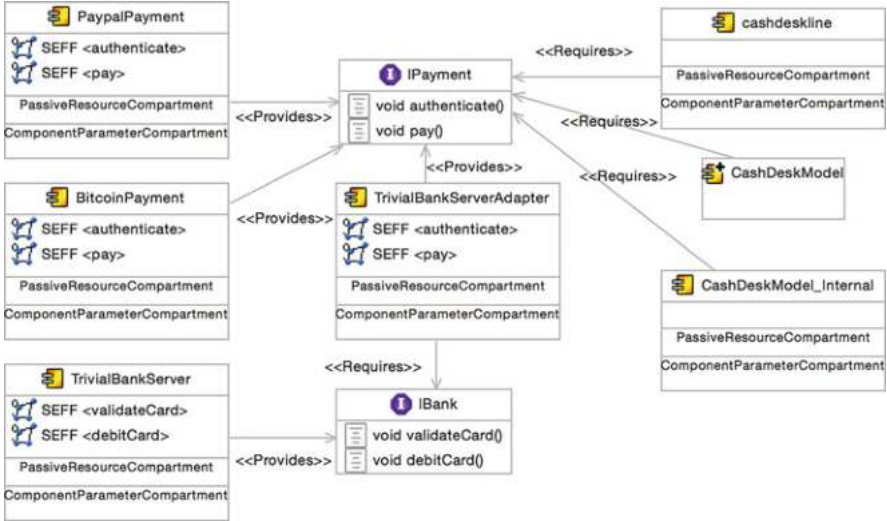 PaypalPayment
SEFF <authenticate>
SEFF <pay>
PassiveResourceCompartment
ComponentParameterCompartment
<<Provides>>
I IPayment
void authenticate()
void pay()
<<Requires>>
cashdeskline
PassiveResourceCompartment
ComponentParameterCompartment
<<Requires>>
CashDeskModel
<<Requires>>
CashDeskModel_Internal
PassiveResourceCompartment
ComponentParameterCompartment
BitcoinPayment
SEFF <authenticate>
SEFF <pay>
PassiveResourceCompartment
ComponentParameterCompartment
<<Provides>>
<<Provides>>
TrivialBankServerAdapter
SEFF <authenticate>
SEFF <pay>
PassiveResourceCompartment
ComponentParameterCompartment
<<Requires>>
TrivialBankServer
SEFF <validateCard>
SEFF <debitCard>
PassiveResourceCompartment
ComponentParameterCompartment
<<Provides>>
I IBank
void validateCard()
void debitCard()